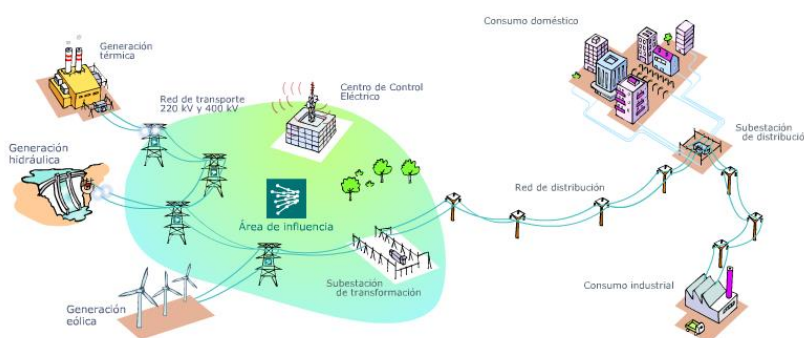 Generación
térmica
Red de transporte
220 kV y 400 kV
Centro de Control
Eléctrico
Consumo doméstico
Generación
hidráulica
Subestación
de distribució
Red de distribución
Área de influencia
Subestación
de transformación
Consumo industrial
Generación
eólica